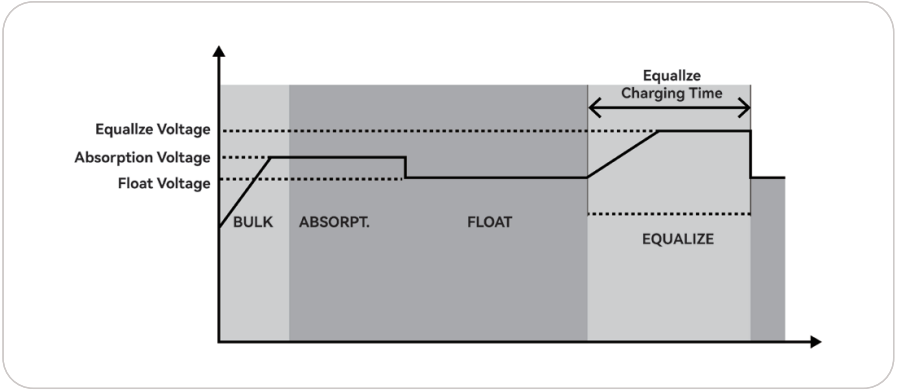 Equallze
Charging Time
Equallze Voltage
Absorption Voltage
Float Voltage
BULK
ABSORPT.
FLOAT
EQUALIZE